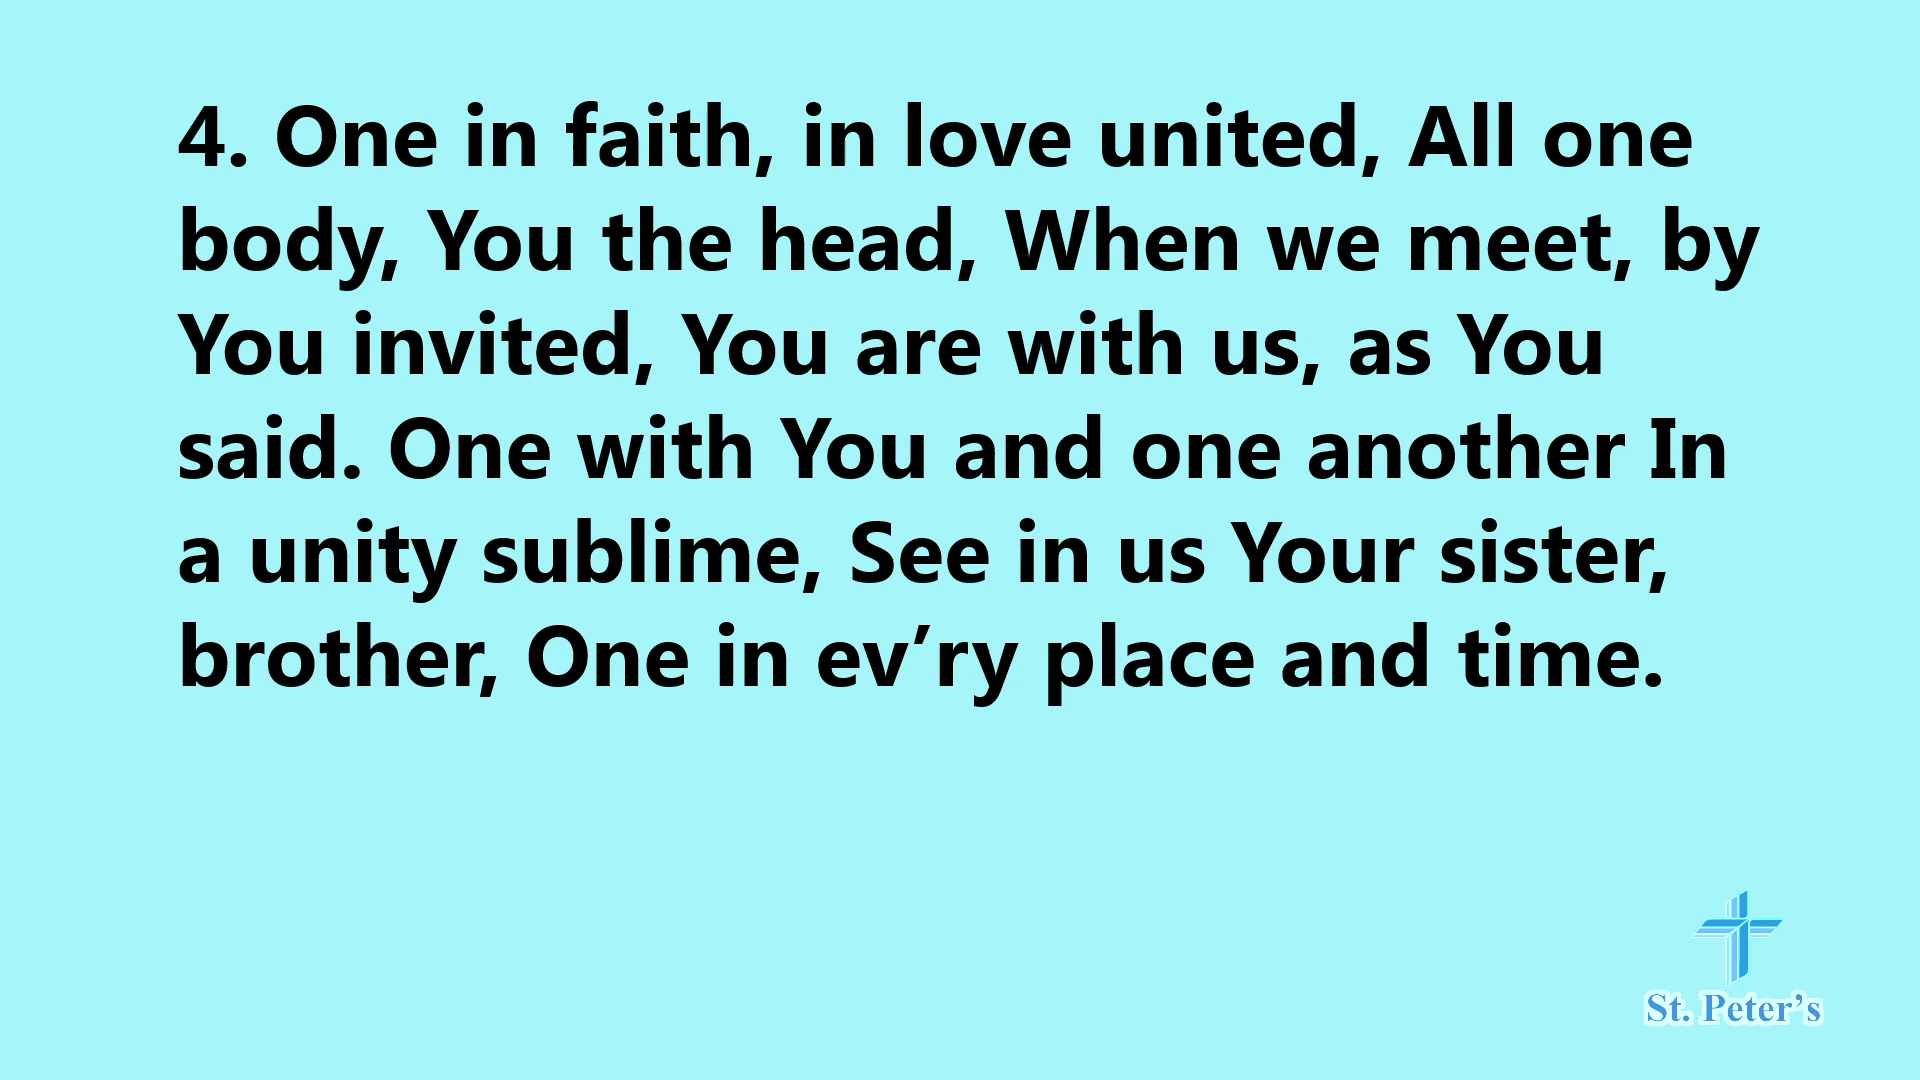 4. One in faith, in love united, All one
body, You the head, When we meet, by
You invited, You are with us, as You
said. One with You and one another In
a unity sublime, See in us Your sister,
brother, One in ev’ry place and time.
St. Peter’s